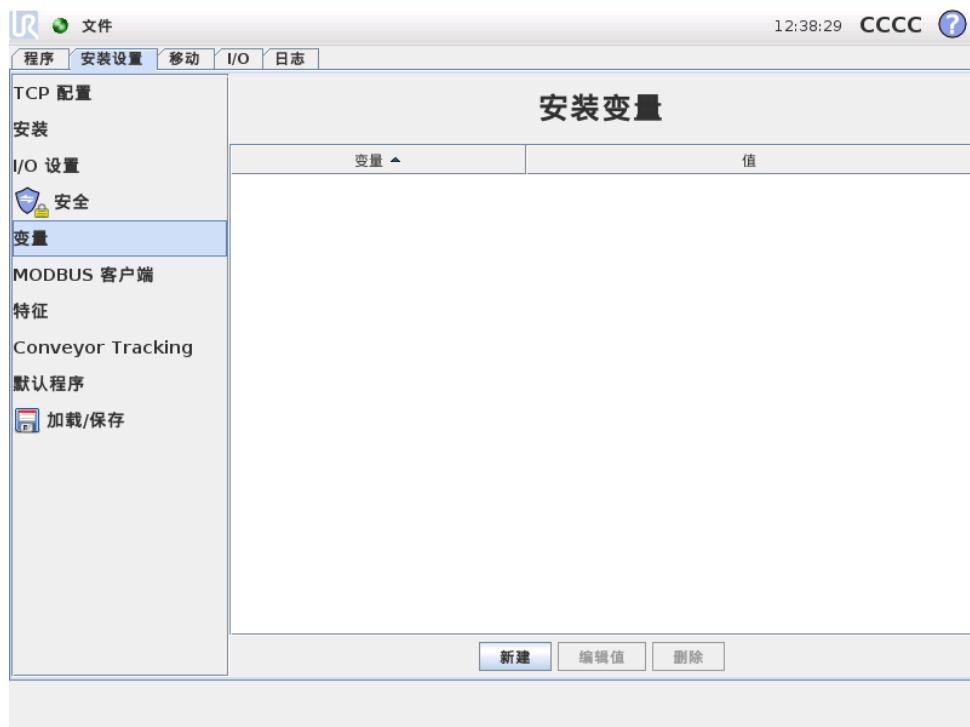 UR 文件 12:38:29 CCCC ?
程序 安装设置 移动 I/O 日志
TCP 配置
安装
I/O 设置
安全
变量
MODBUS 客户端
特征
Conveyor Tracking
默认程序
加载/保存
安装变量
变量 值
新建 编辑值 删除